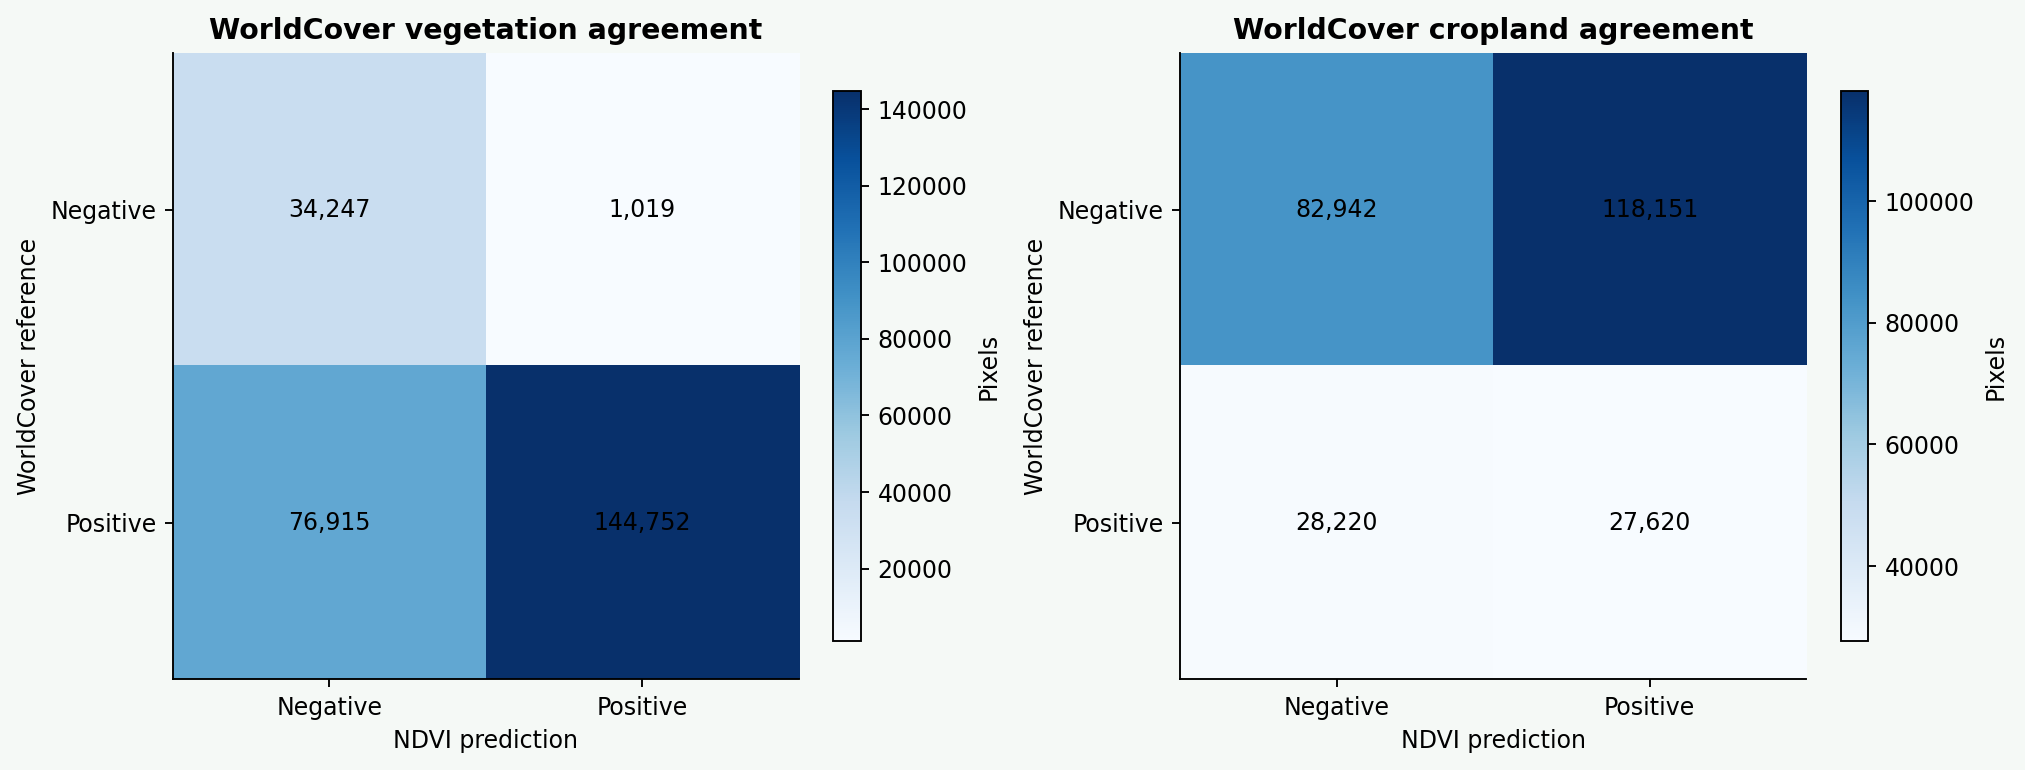 WorldCover vegetation agreement
WorldCover reference
Negative
Positive
34,247
1,019
76,915
144,752
Negative
Positive
NDVI prediction
140000
120000
100000
80000
60000
40000
20000
Pixels
WorldCover cropland agreement
WorldCover reference
Negative
Positive
82,942
118,151
28,220
27,620
Negative
Positive
NDVI prediction
100000
80000
60000
40000
Pixels